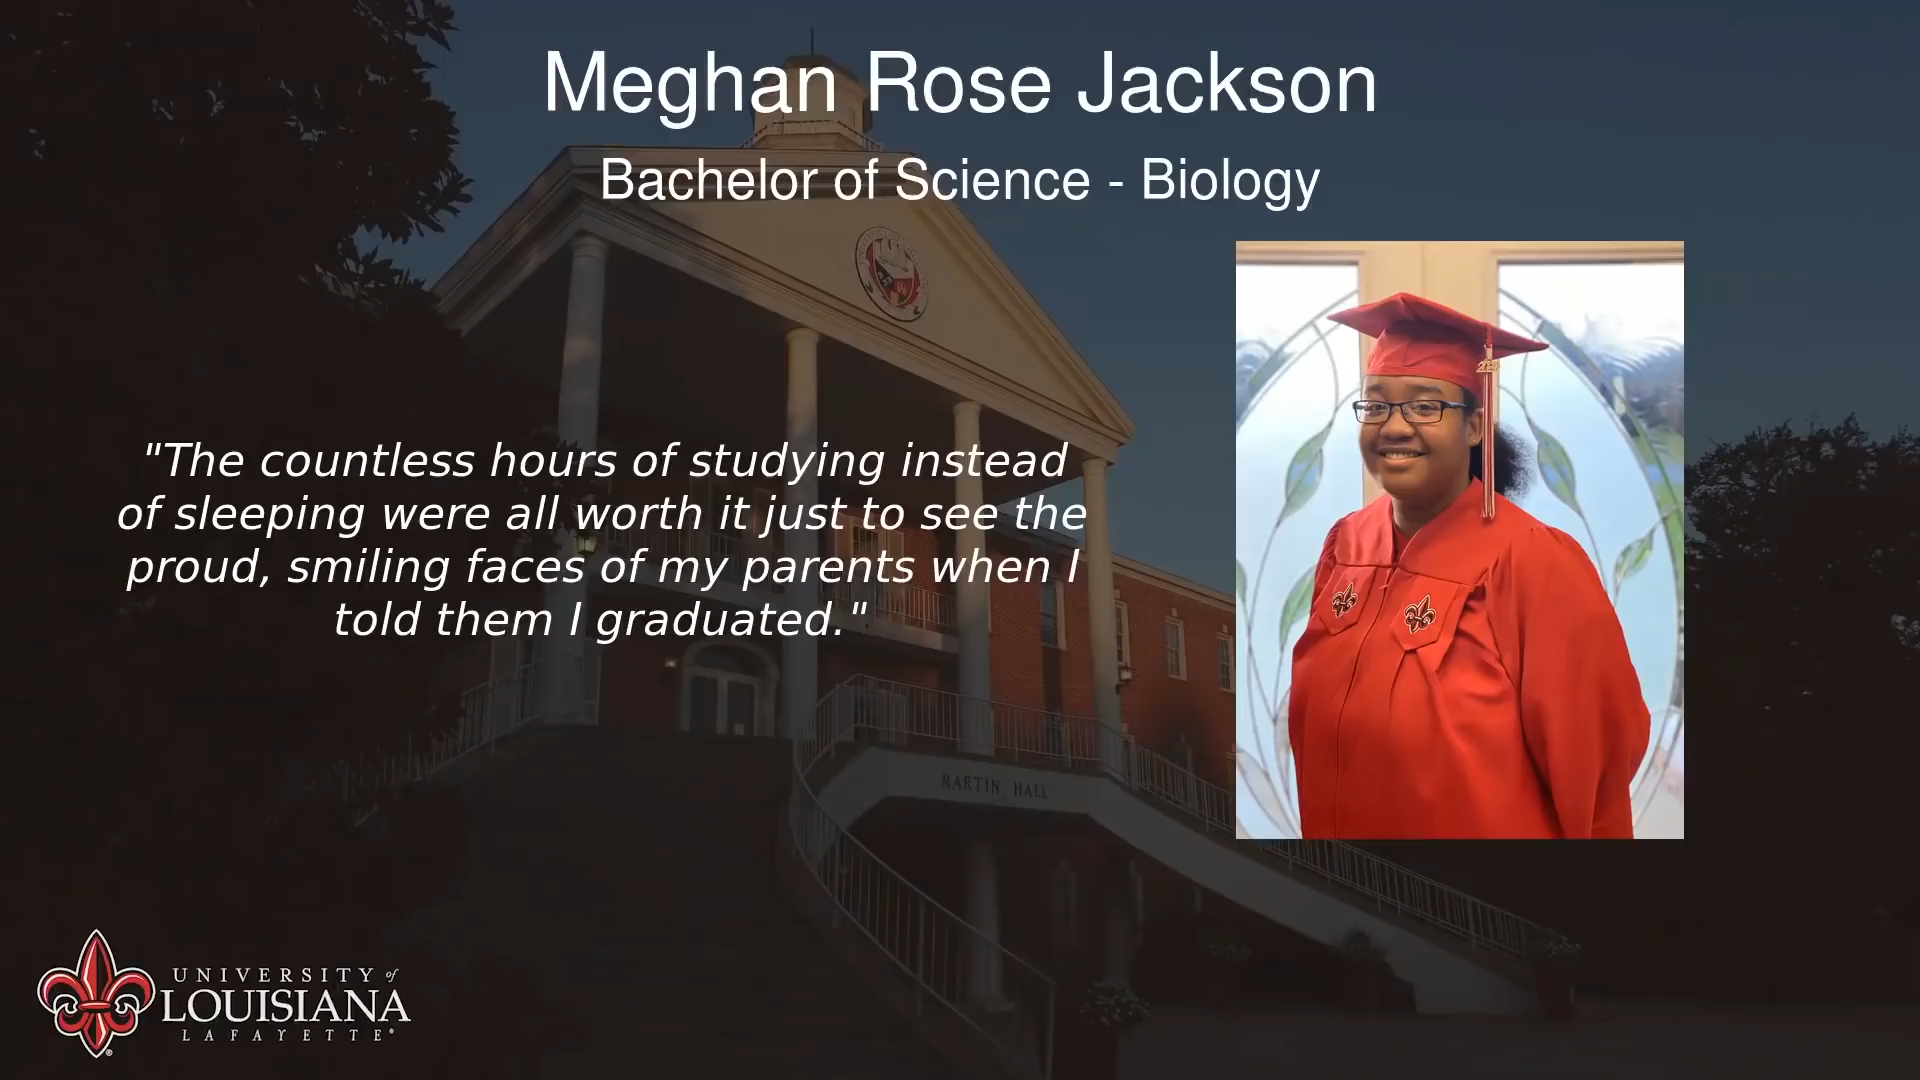 Meghan Rose Jackson
Bachelor of Science - Biology
"The countless hours of studying instead
of sleeping were all worth it just to see the
proud, smiling faces of my parents when I
told them I graduated."
MARTIN HALL
UNIVERSITY of
LOUISIANA
LAFAYETTE®